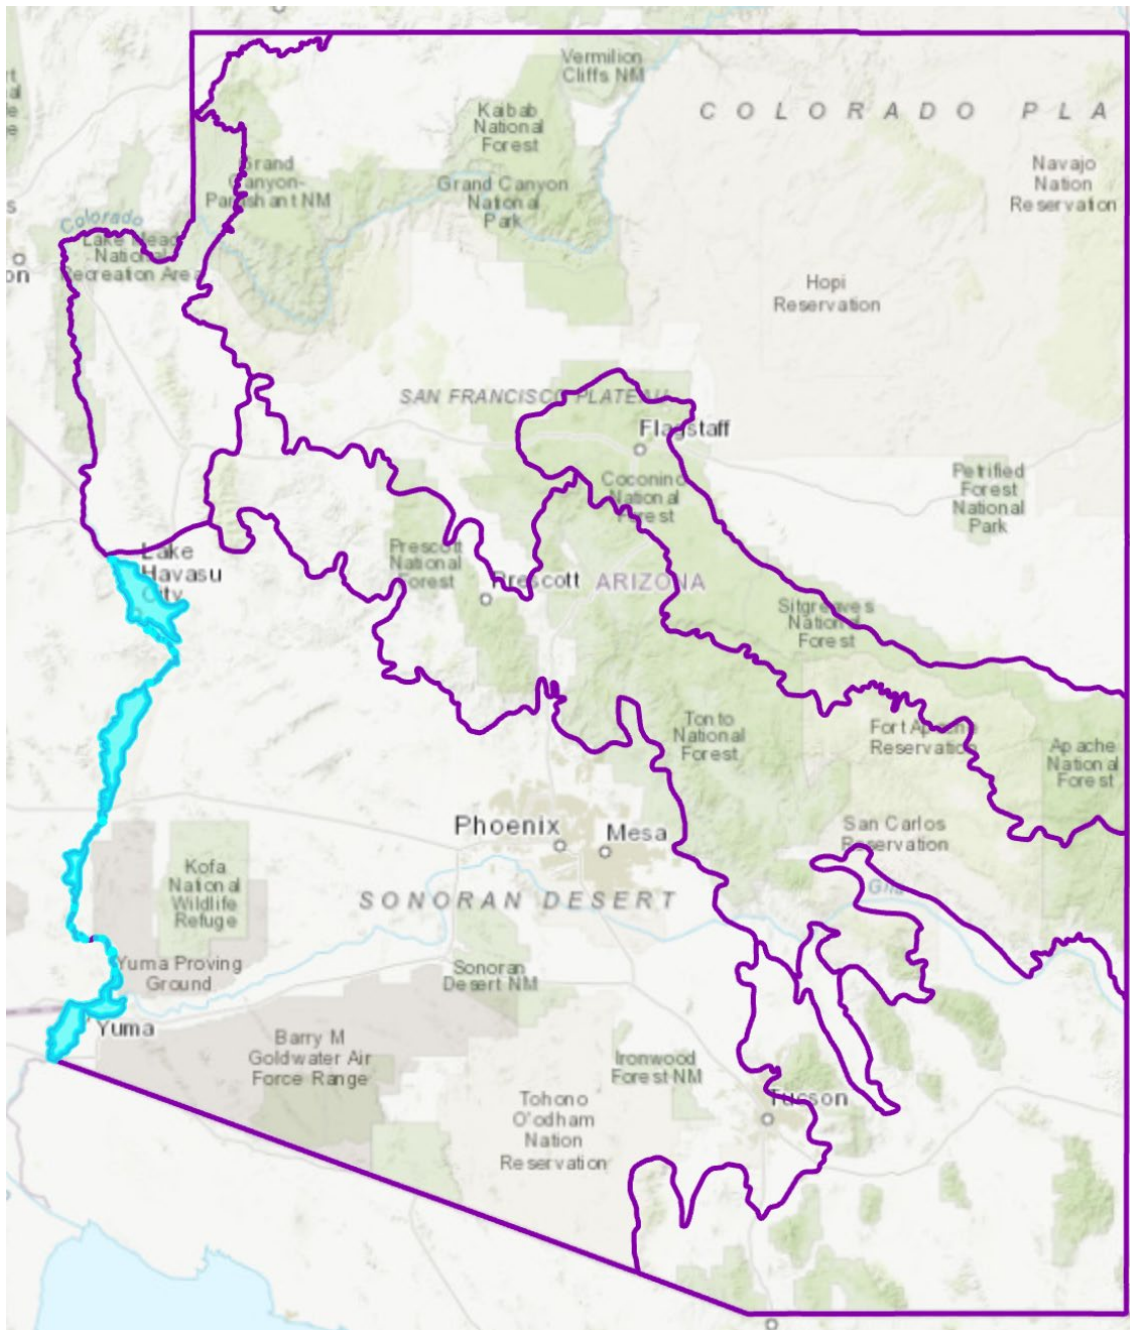 Vermilion
Cliffs NM
C O L O R A D O P L A
Kaibab
National
Forest
Navajo
Nation
Reservation
Grand
Canyon-
Parashant NM
Grand Canyon
National
Park
Colorado
Lake Mead
National
Recreation Area
on
Hopi
Reservation
SAN FRANCISCO PLATEAU
Flagstaff
Coconino
National
Forest
Petrified
Forest
National
Park
Lake
Havasu
City
Prescott
National
Forest
Prescott
ARIZONA
Sitgreaves
National
Forest
Tonto
National
Forest
Fort Apache
Reservation
Apache
National
Forest
Phoenix
Mesa
San Carlos
Reservation
Kofa
National
Wildlife
Refuge
Gila
SONORAN DESERT
Yuma Proving
Ground
Sonoran
Desert NM
Yuma
Barry M
Goldwater Air
Force Range
Ironwood
Forest NM
Tohono
O'odham
Nation
Reservation
Tucson